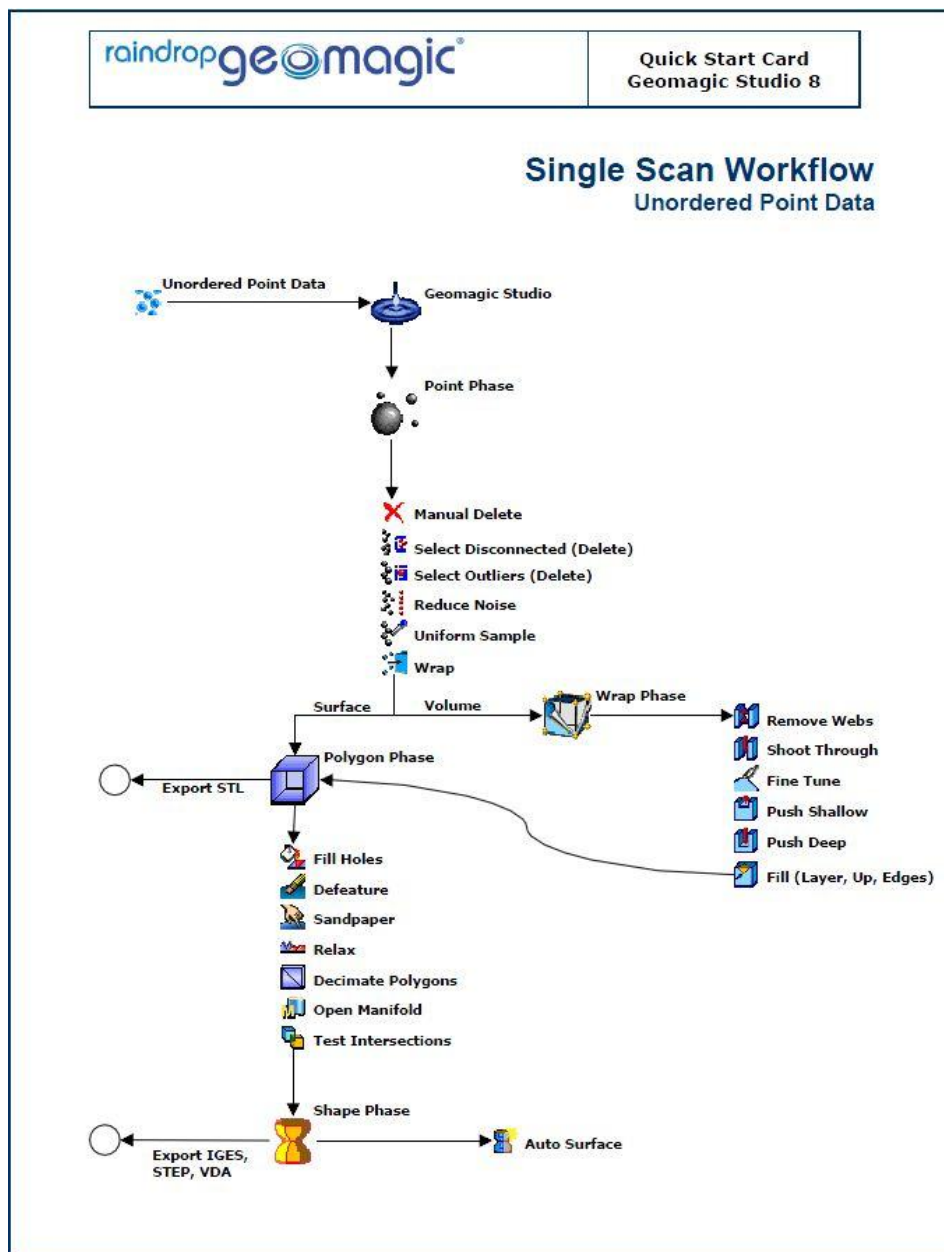 raindropgeomagic®
Quick Start Card
Geomagic Studio 8
Single Scan Workflow
Unordered Point Data
Unordered Point Data
Geomagic Studio
Point Phase
Manual Delete
Select Disconnected (Delete)
Select Outliers (Delete)
Reduce Noise
Uniform Sample
Wrap
Surface
Volume
Wrap Phase
Remove Webs
Shoot Through
Fine Tune
Push Shallow
Push Deep
Fill (Layer, Up, Edges)
Polygon Phase
Export STL
Fill Holes
Defeature
Sandpaper
Relax
Decimate Polygons
Open Manifold
Test Intersections
Shape Phase
Export IGES,
STEP, VDA
Auto Surface